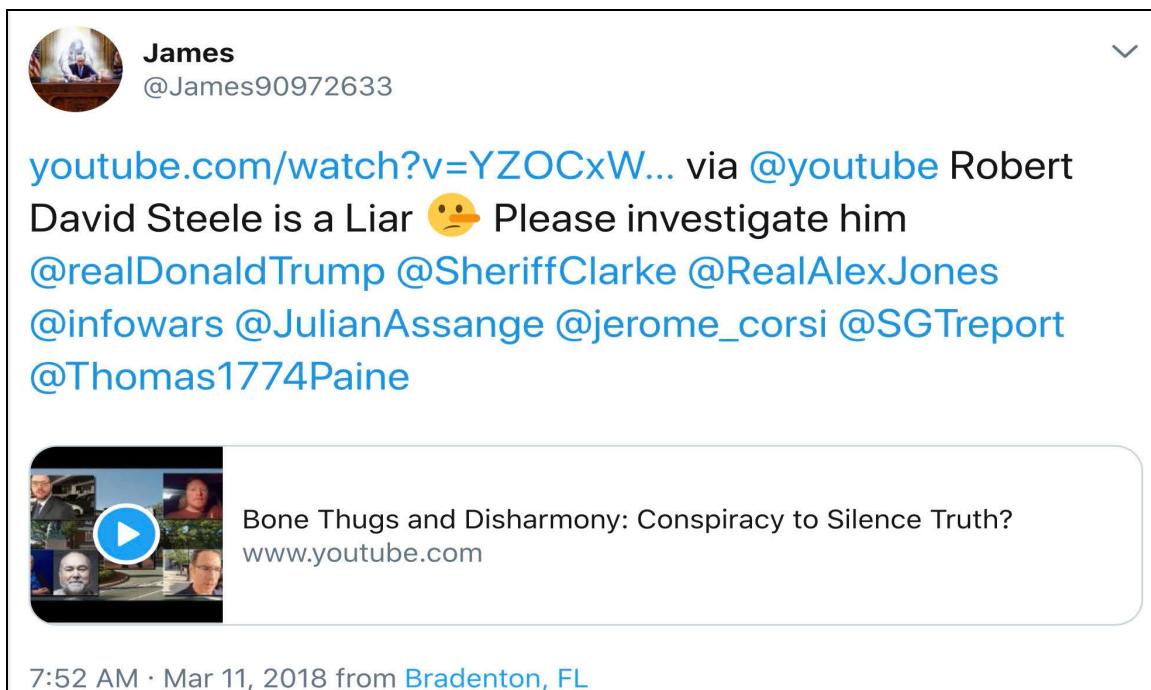 James
@James90972633
youtube.com/watch?v=YZOCxW... via @youtube Robert
David Steele is a Liar 🤥 Please investigate him
@realDonaldTrump @SheriffClarke @RealAlexJones
@infowars @JulianAssange @jerome_corsi @SGTreport
@Thomas1774Paine
Bone Thugs and Disharmony: Conspiracy to Silence Truth?
www.youtube.com
7:52 AM · Mar 11, 2018 from Bradenton, FL